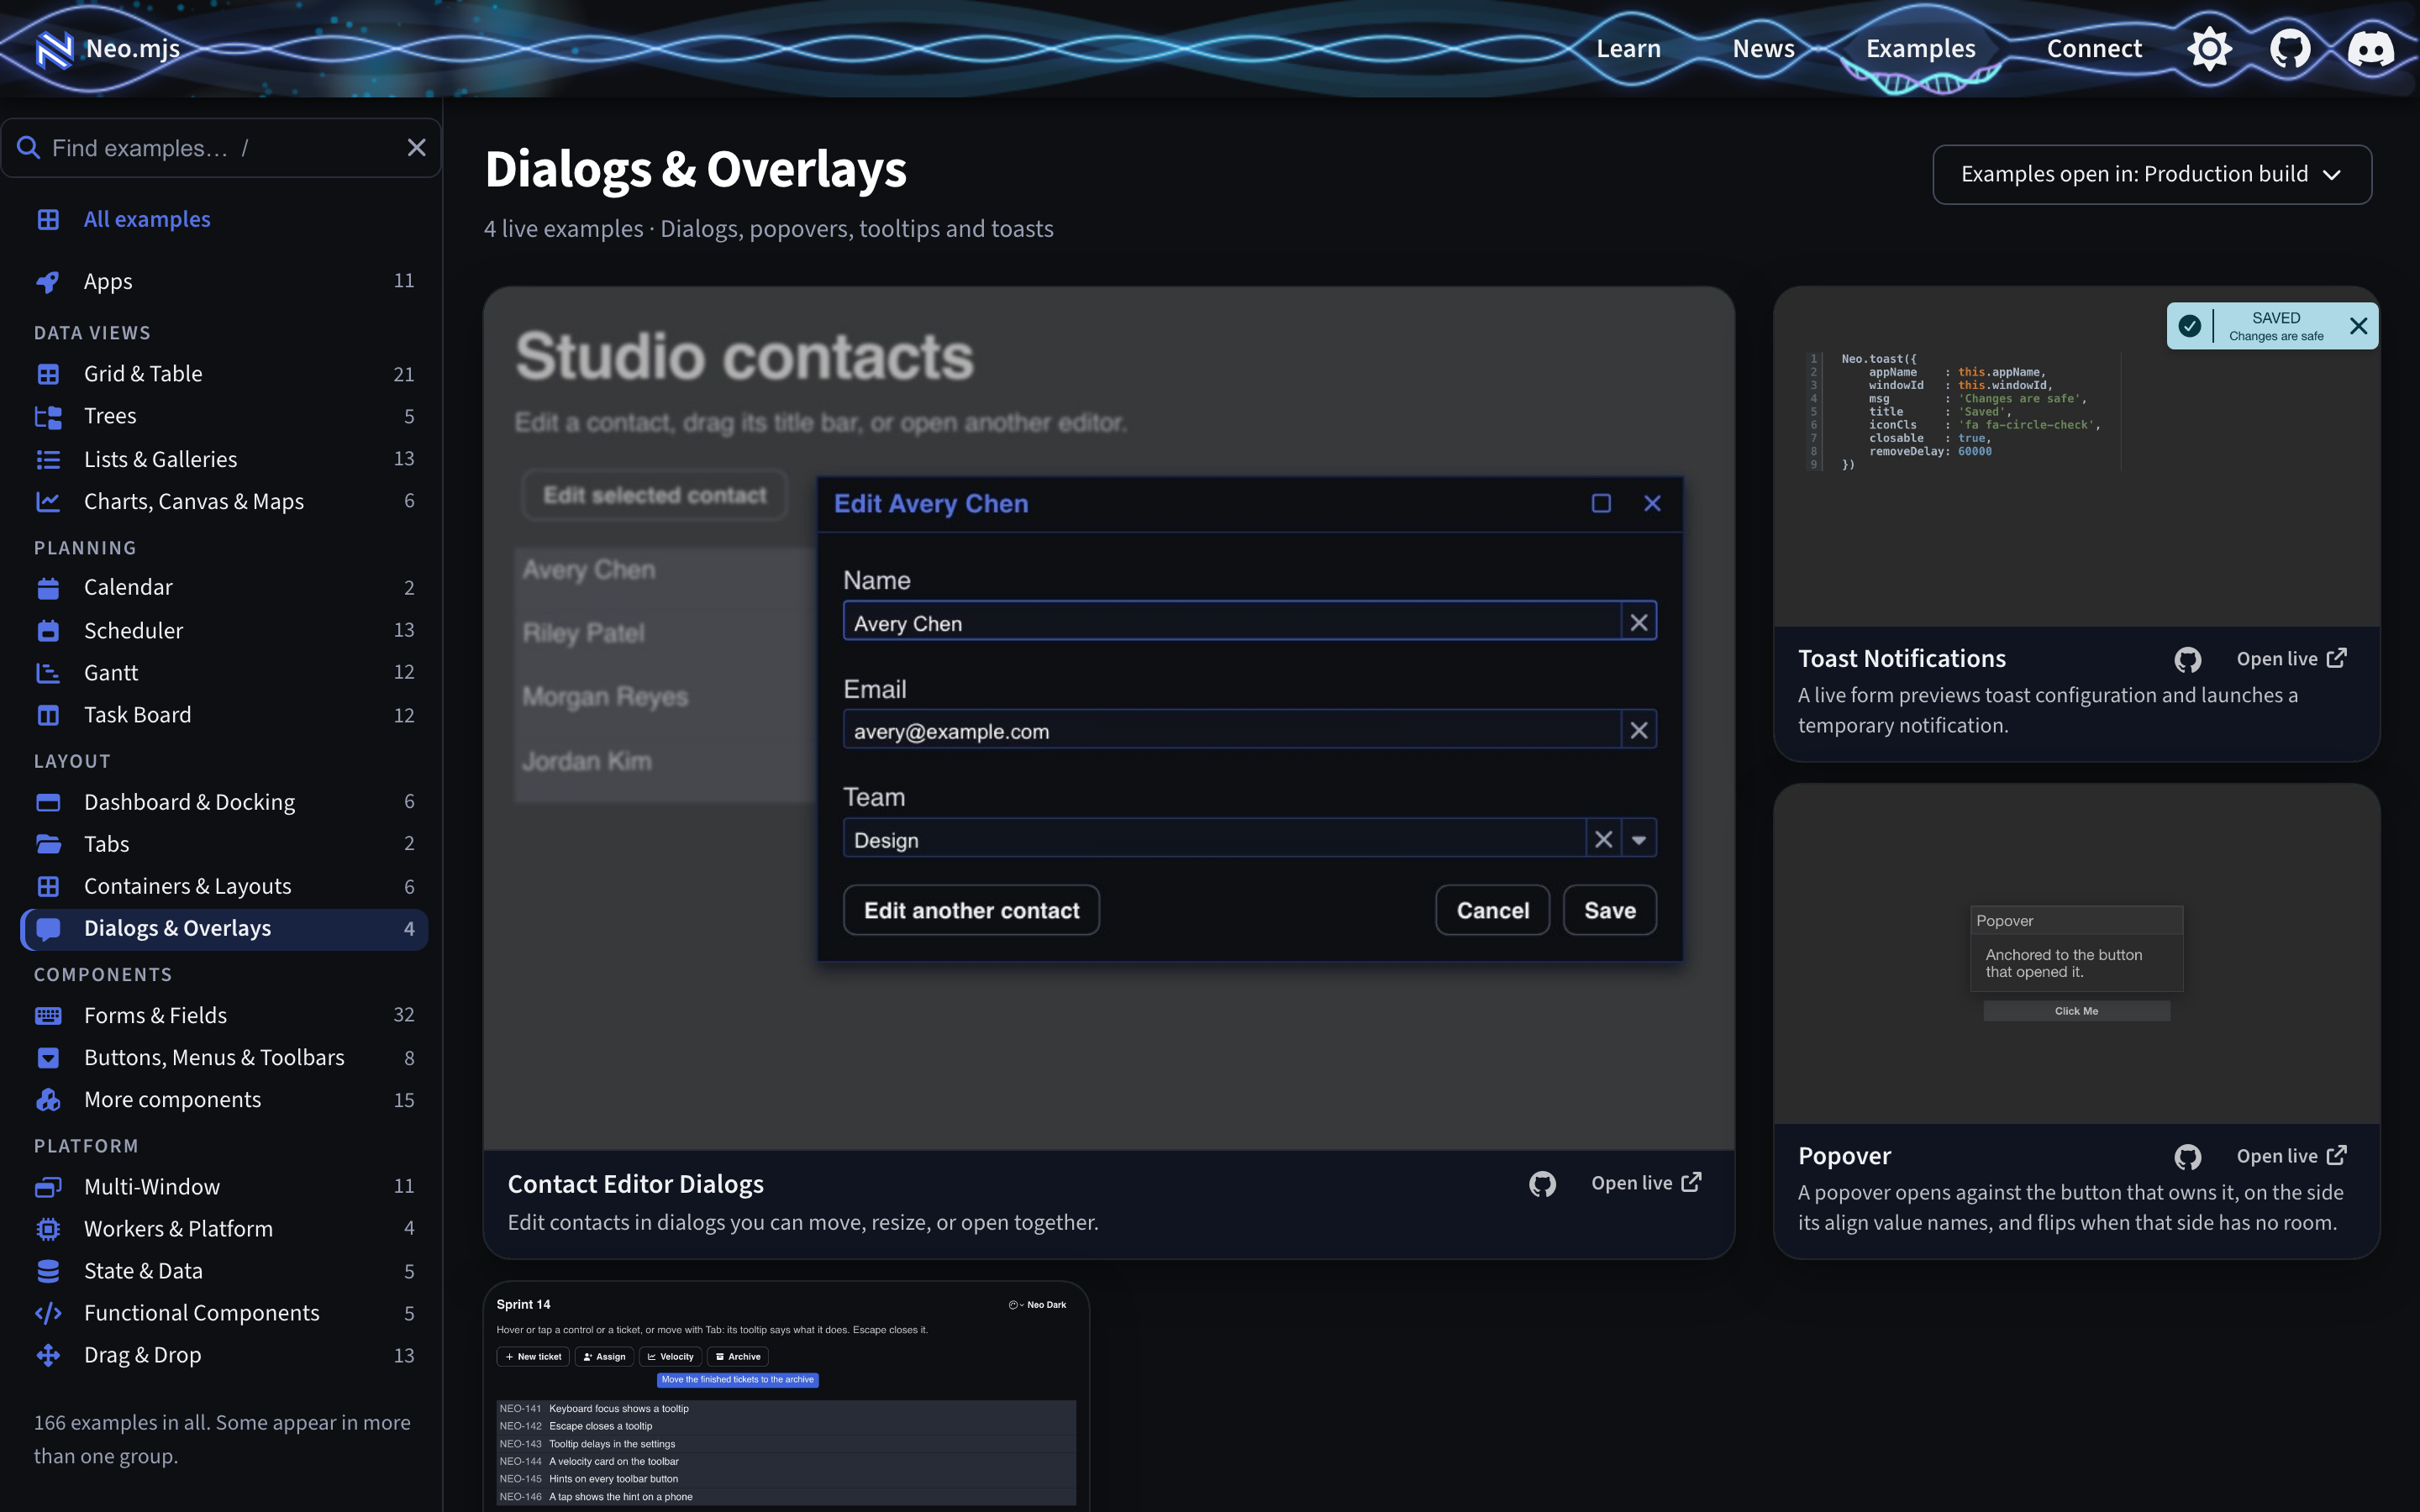 Neo.mjs
Learn
News
Examples
Connect
Find examples… /
All examples
Apps 11
DATA VIEWS
Grid & Table 21
Trees 5
Lists & Galleries 13
Charts, Canvas & Maps 6
PLANNING
Calendar 2
Scheduler 13
Gantt 12
Task Board 12
LAYOUT
Dashboard & Docking 6
Tabs 2
Containers & Layouts 6
Dialogs & Overlays 4
COMPONENTS
Forms & Fields 32
Buttons, Menus & Toolbars 8
More components 15
PLATFORM
Multi-Window 11
Workers & Platform 4
State & Data 5
Functional Components 5
Drag & Drop 13
166 examples in all. Some appear in more
than one group.
Dialogs & Overlays
4 live examples · Dialogs, popovers, tooltips and toasts
Examples open in: Production build
Studio contacts
Edit a contact, drag its title bar, or open another editor.
Edit selected contact
Avery Chen
Riley Patel
Morgan Reyes
Jordan Kim
Edit Avery Chen
Name
Avery Chen
Email
avery@example.com
Team
Design
Edit another contact
Cancel
Save
Contact Editor Dialogs
Open live
Edit contacts in dialogs you can move, resize, or open together.
SAVED
Changes are safe
1 Neo.toast({
2 appName : this.appName,
3 windowId : this.windowId,
4 msg : 'Changes are safe',
5 title : 'Saved',
6 iconCls : 'fa fa-circle-check',
7 closable : true,
8 removeDelay: 60000
9 })
Toast Notifications
Open live
A live form previews toast configuration and launches a
temporary notification.
Popover
Anchored to the button
that opened it.
Click Me
Popover
Open live
A popover opens against the button that owns it, on the side
its align value names, and flips when that side has no room.
Sprint 14
Neo Dark
Hover or tap a control or a ticket, or move with Tab: its tooltip says what it does. Escape closes it.
New ticket
Assign
Velocity
Archive
Move the finished tickets to the archive
NEO-141 Keyboard focus shows a tooltip
NEO-142 Escape closes a tooltip
NEO-143 Tooltip delays in the settings
NEO-144 A velocity card on the toolbar
NEO-145 Hints on every toolbar button
NEO-146 A tap shows the hint on a phone